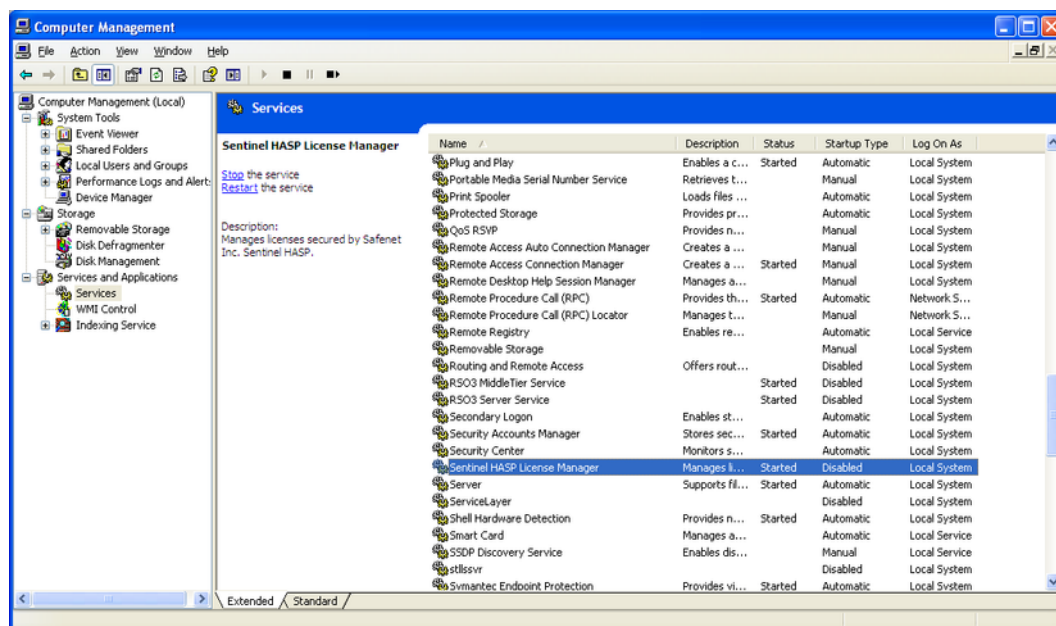 Computer Management
File Action View Window Help
Computer Management (Local)
System Tools
Event Viewer
Shared Folders
Local Users and Groups
Performance Logs and Alert
Device Manager
Storage
Removable Storage
Disk Defragmenter
Disk Management
Services and Applications
Services
WMI Control
Indexing Service
Services
Sentinel HASP License Manager
Stop the service
Restart the service
Description:
Manages licenses secured by Safenet
Inc. Sentinel HASP.
Name Description Status Startup Type Log On As
Plug and Play Enables a c... Started Automatic Local System
Portable Media Serial Number Service Retrieves t... Manual Local System
Print Spooler Loads files ... Automatic Local System
Protected Storage Provides pr... Automatic Local System
QoS RSVP Provides n... Manual Local System
Remote Access Auto Connection Manager Creates a ... Manual Local System
Remote Access Connection Manager Creates a ... Started Manual Local System
Remote Desktop Help Session Manager Manages a... Manual Local System
Remote Procedure Call (RPC) Provides th... Started Automatic Network S...
Remote Procedure Call (RPC) Locator Manages t... Manual Network S...
Remote Registry Enables re... Automatic Local Service
Removable Storage Manual Local System
Routing and Remote Access Offers rout... Disabled Local System
RSO3 MiddleTier Service Started Disabled Local System
RSO3 Server Service Started Disabled Local System
Secondary Logon Enables st... Automatic Local System
Security Accounts Manager Stores sec... Started Automatic Local System
Security Center Monitors s... Automatic Local System
Sentinel HASP License Manager Manages li... Started Disabled Local System
Server Supports fil... Started Automatic Local System
ServiceLayer Disabled Local System
Shell Hardware Detection Provides n... Started Automatic Local System
Smart Card Manages a... Automatic Local Service
SSDP Discovery Service Enables dis... Manual Local Service
stllssvr Disabled Local System
Symantec Endpoint Protection Provides vi... Started Automatic Local System
Extended Standard